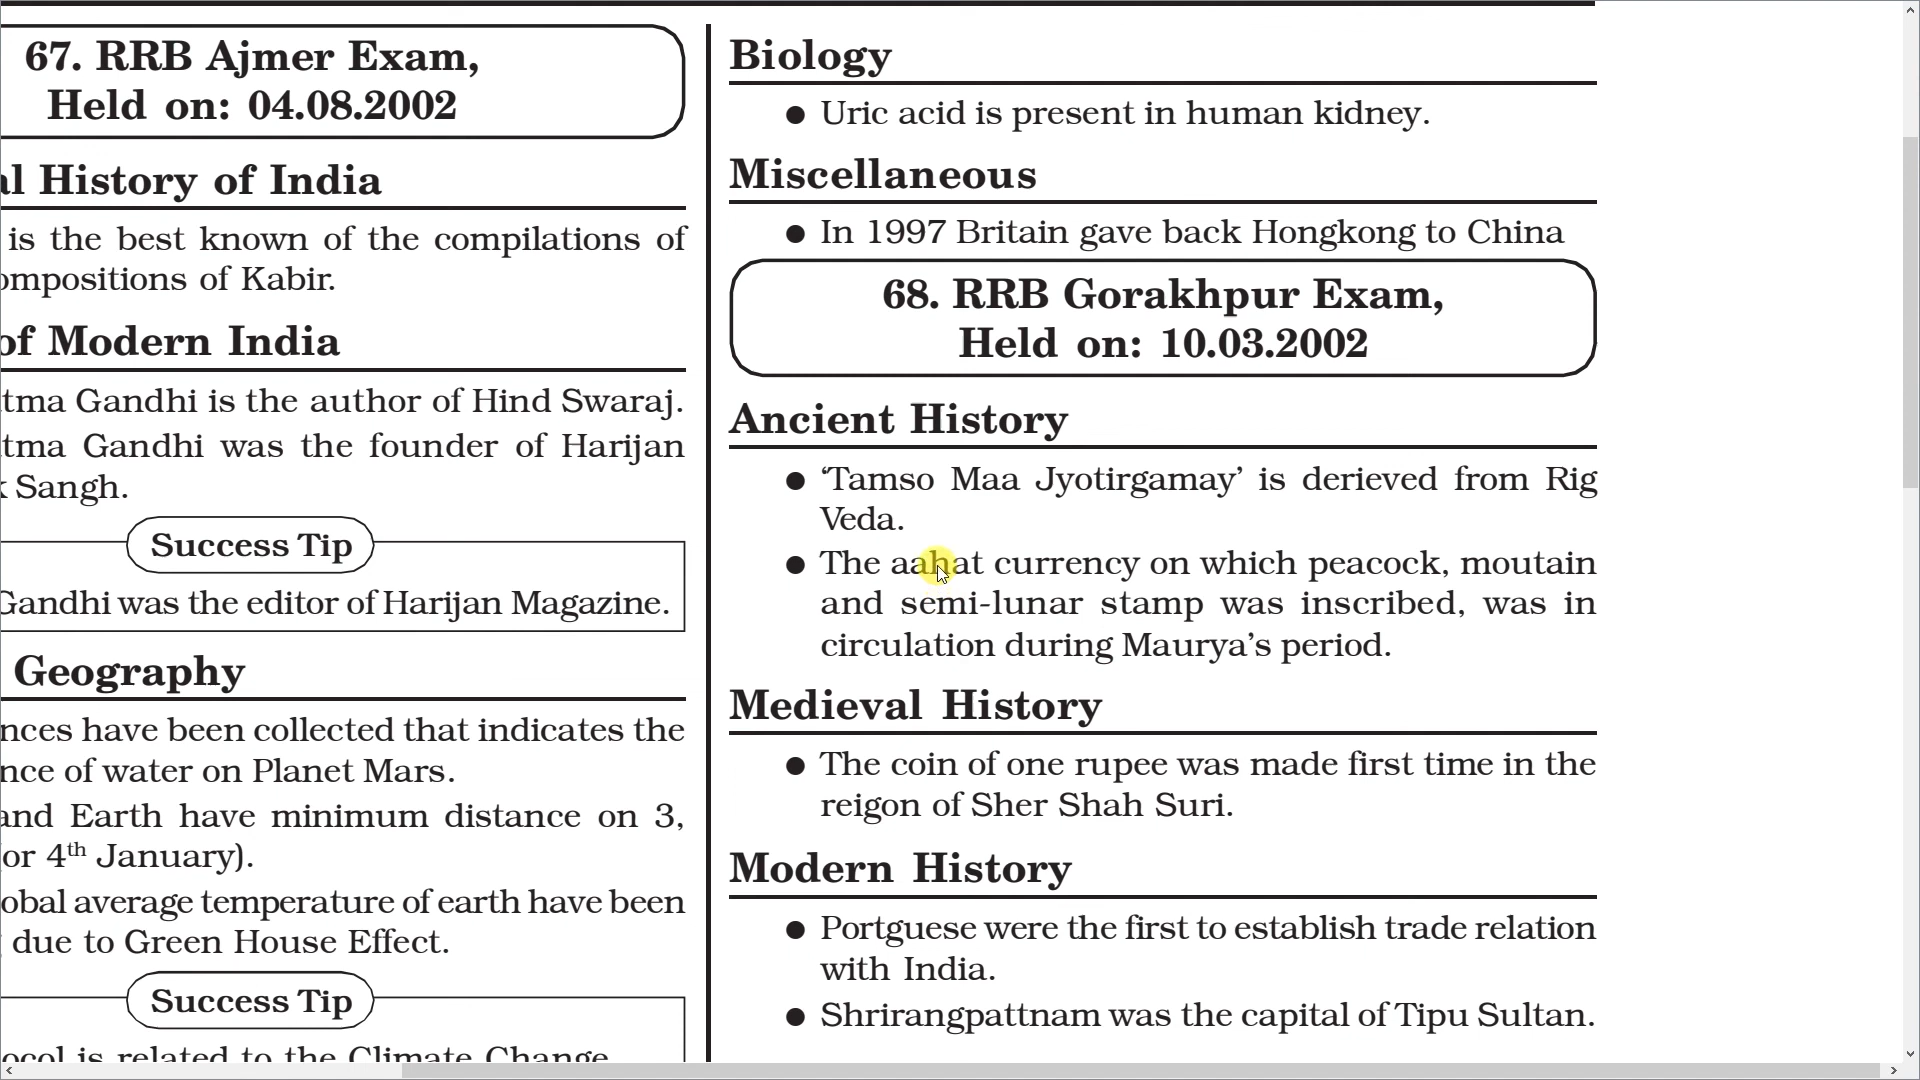 67. RRB Ajmer Exam,
Held on: 04.08.2002
al History of India
is the best known of the compilations of
ompositions of Kabir.
of Modern India
tma Gandhi is the author of Hind Swaraj.
tma Gandhi was the founder of Harijan
k Sangh.
Success Tip
Gandhi was the editor of Harijan Magazine.
Geography
nces have been collected that indicates the
nce of water on Planet Mars.
and Earth have minimum distance on 3,
or 4th January).
obal average temperature of earth have been
due to Green House Effect.
Success Tip
ocol is related to the Climate Change
Biology
● Uric acid is present in human kidney.
Miscellaneous
● In 1997 Britain gave back Hongkong to China
68. RRB Gorakhpur Exam,
Held on: 10.03.2002
Ancient History
● ‘Tamso Maa Jyotirgamay’ is derieved from Rig
Veda.
● The aahat currency on which peacock, moutain
and semi-lunar stamp was inscribed, was in
circulation during Maurya’s period.
Medieval History
● The coin of one rupee was made first time in the
reigon of Sher Shah Suri.
Modern History
● Portguese were the first to establish trade relation
with India.
● Shrirangpattnam was the capital of Tipu Sultan.